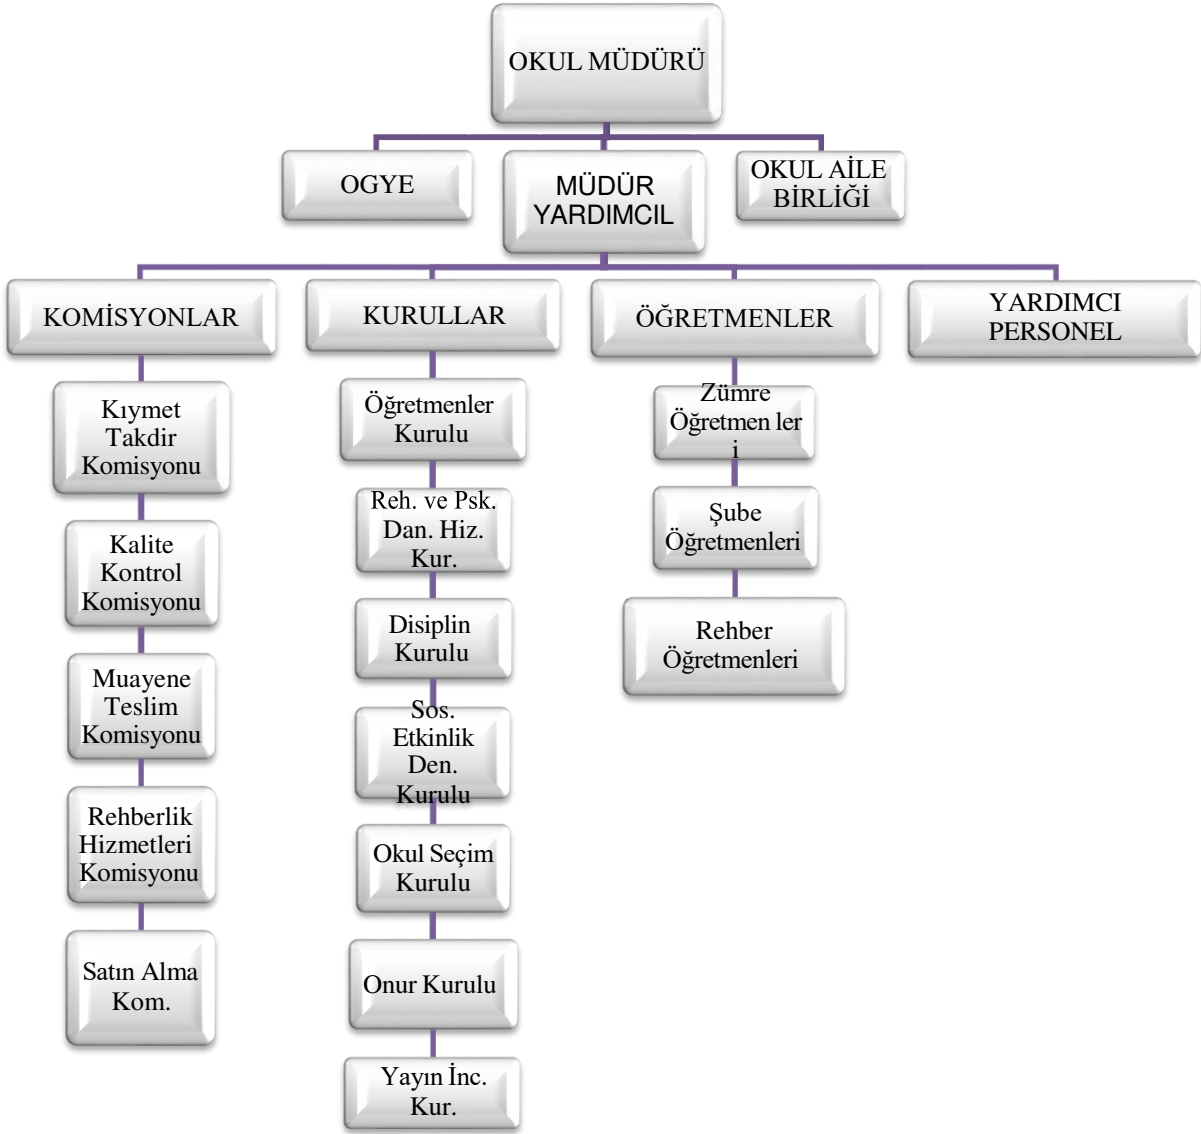 OKUL MÜDÜRÜ
OGYE
MÜDÜR
YARDIMCIL
OKUL AİLE
BİRLİĞİ
KOMİSYONLAR
KURULLAR
ÖĞRETMENLER
YARDIMCI
PERSONEL
Kıymet
Takdir
Komisyonu
Kalite
Kontrol
Komisyonu
Muayene
Teslim
Komisyonu
Rehberlik
Hizmetleri
Komisyonu
Satın Alma
Kom.
Öğretmenler
Kurulu
Reh. ve Psk.
Dan. Hiz.
Kur.
Disiplin
Kurulu
Sos.
Etkinlik
Den.
Kurulu
Okul Seçim
Kurulu
Onur Kurulu
Yayın İnc.
Kur.
Zümre
Öğretmen ler
i
Şube
Öğretmenleri
Rehber
Öğretmenleri